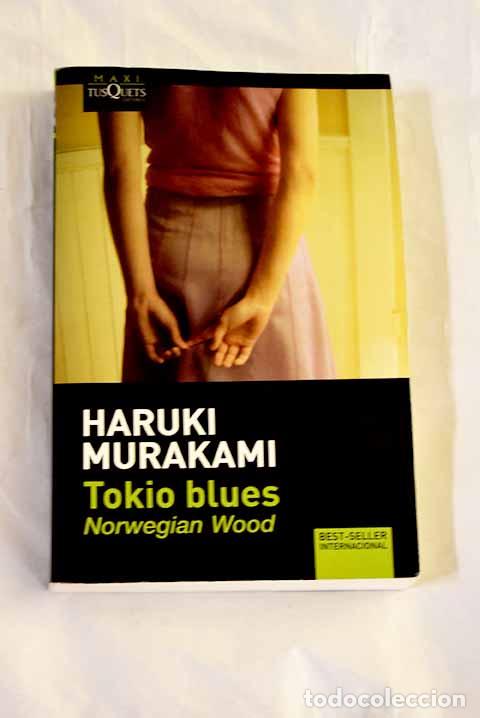 MAXI
TUSQUETS
HARUKI
MURAKAMI
Tokio blues
Norwegian Wood
BEST-SELLER
INTERNACIONAL
todocoleccion